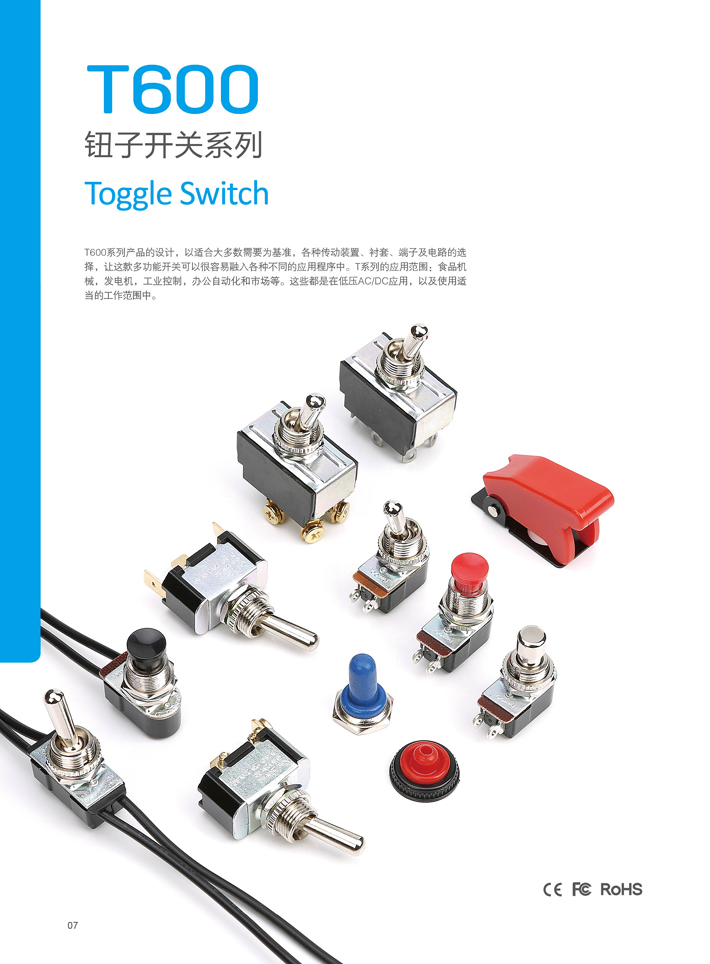 T600
钮子开关系列
Toggle Switch
T600系列产品的设计，以适合大多数需要为基准，各种传动装置、衬套、端子及电路的选
择，让这款多功能开关可以很容易融入各种不同的应用程序中。T系列的应用范围：食品机
械，发电机，工业控制，办公自动化和市场等。这些都是在低压AC/DC应用，以及使用适
当的工作范围中。
CE FC RoHS
07